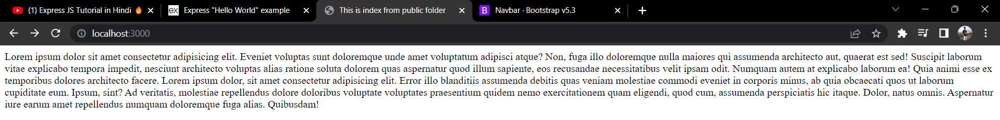 (1) Express JS Tutorial in Hindi
ex Express "Hello World" example
This is index from public folder
B Navbar · Bootstrap v5.3
localhost:3000
Lorem ipsum dolor sit amet consectetur adipisicing elit. Eveniet voluptas sunt doloremque unde amet voluptatum adipisci atque? Non, fuga illo doloremque nulla maiores qui assumenda architecto aut, quaerat est sed! Suscipit laborum
vitae explicabo tempora impedit, nesciunt architecto voluptas alias ratione soluta dolorem quas aspernatur quod illum sapiente, eos recusandae necessitatibus velit ipsam odit. Numquam autem at explicabo laborum ea! Quia animi esse ex
temporibus dolores architecto facere. Lorem ipsum dolor, sit amet consectetur adipisicing elit. Error illo blanditiis assumenda debitis quas veniam molestiae commodi eveniet in corporis minus, ab quia obcaecati quos ut laborum
cupiditate eum. Ipsum, sint? Ad veritatis, molestiae repellendus dolore doloribus voluptate voluptates praesentium quidem nemo exercitationem quam eligendi, quod cum, assumenda perspiciatis hic itaque. Dolor, natus omnis. Aspernatur
iure earum amet repellendus numquam doloremque fuga alias. Quibusdam!